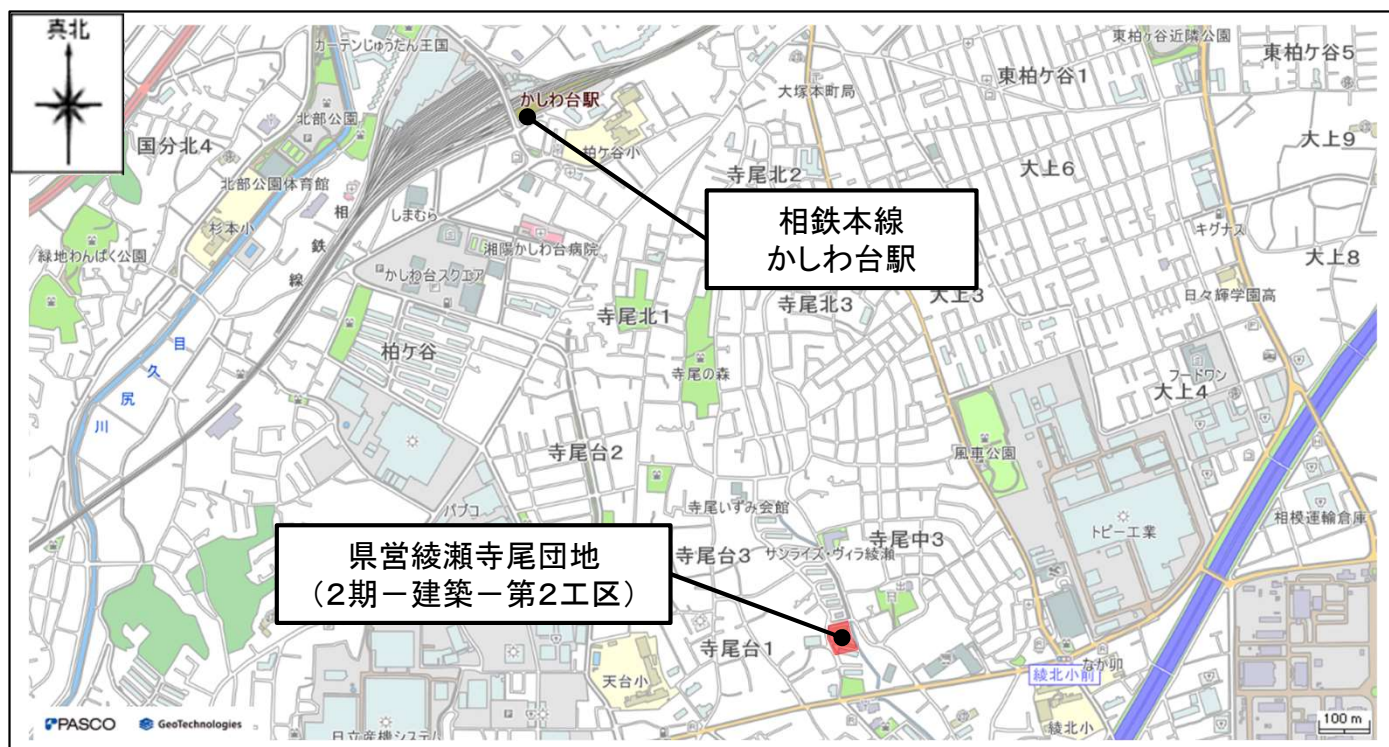 真北
カーテンじゅうたん王国
かしわ台駅
東柏ケ谷近隣公園
東柏ケ谷5
東柏ケ谷1
大塚本町局
北部公園
国分北4
柏ケ谷小
大上9
大上6
寺尾北2
北部公園体育館
相鉄本線
かしわ台駅
しまむら
相鉄線
杉本小
キグナス
湘陽かしわ台病院
緑地わんぱく公園
大上8
かしわ台スクエア
日々輝学園高
大上3
寺尾北3
寺尾北1
柏ケ谷
目久尻川
寺尾の森
フードワン
大上4
寺尾台2
風車公園
パブコ
寺尾いずみ会館
相模運輸倉庫
トピー工業
県営綾瀬寺尾団地
（2期－建築－第2工区）
寺尾台3
サンライズ・ヴィラ綾瀬
寺尾中3
寺尾台1
なか卯
綾北小前
天台小
綾北小
PASCO
GeoTechnologies
日立産機システム
100 m